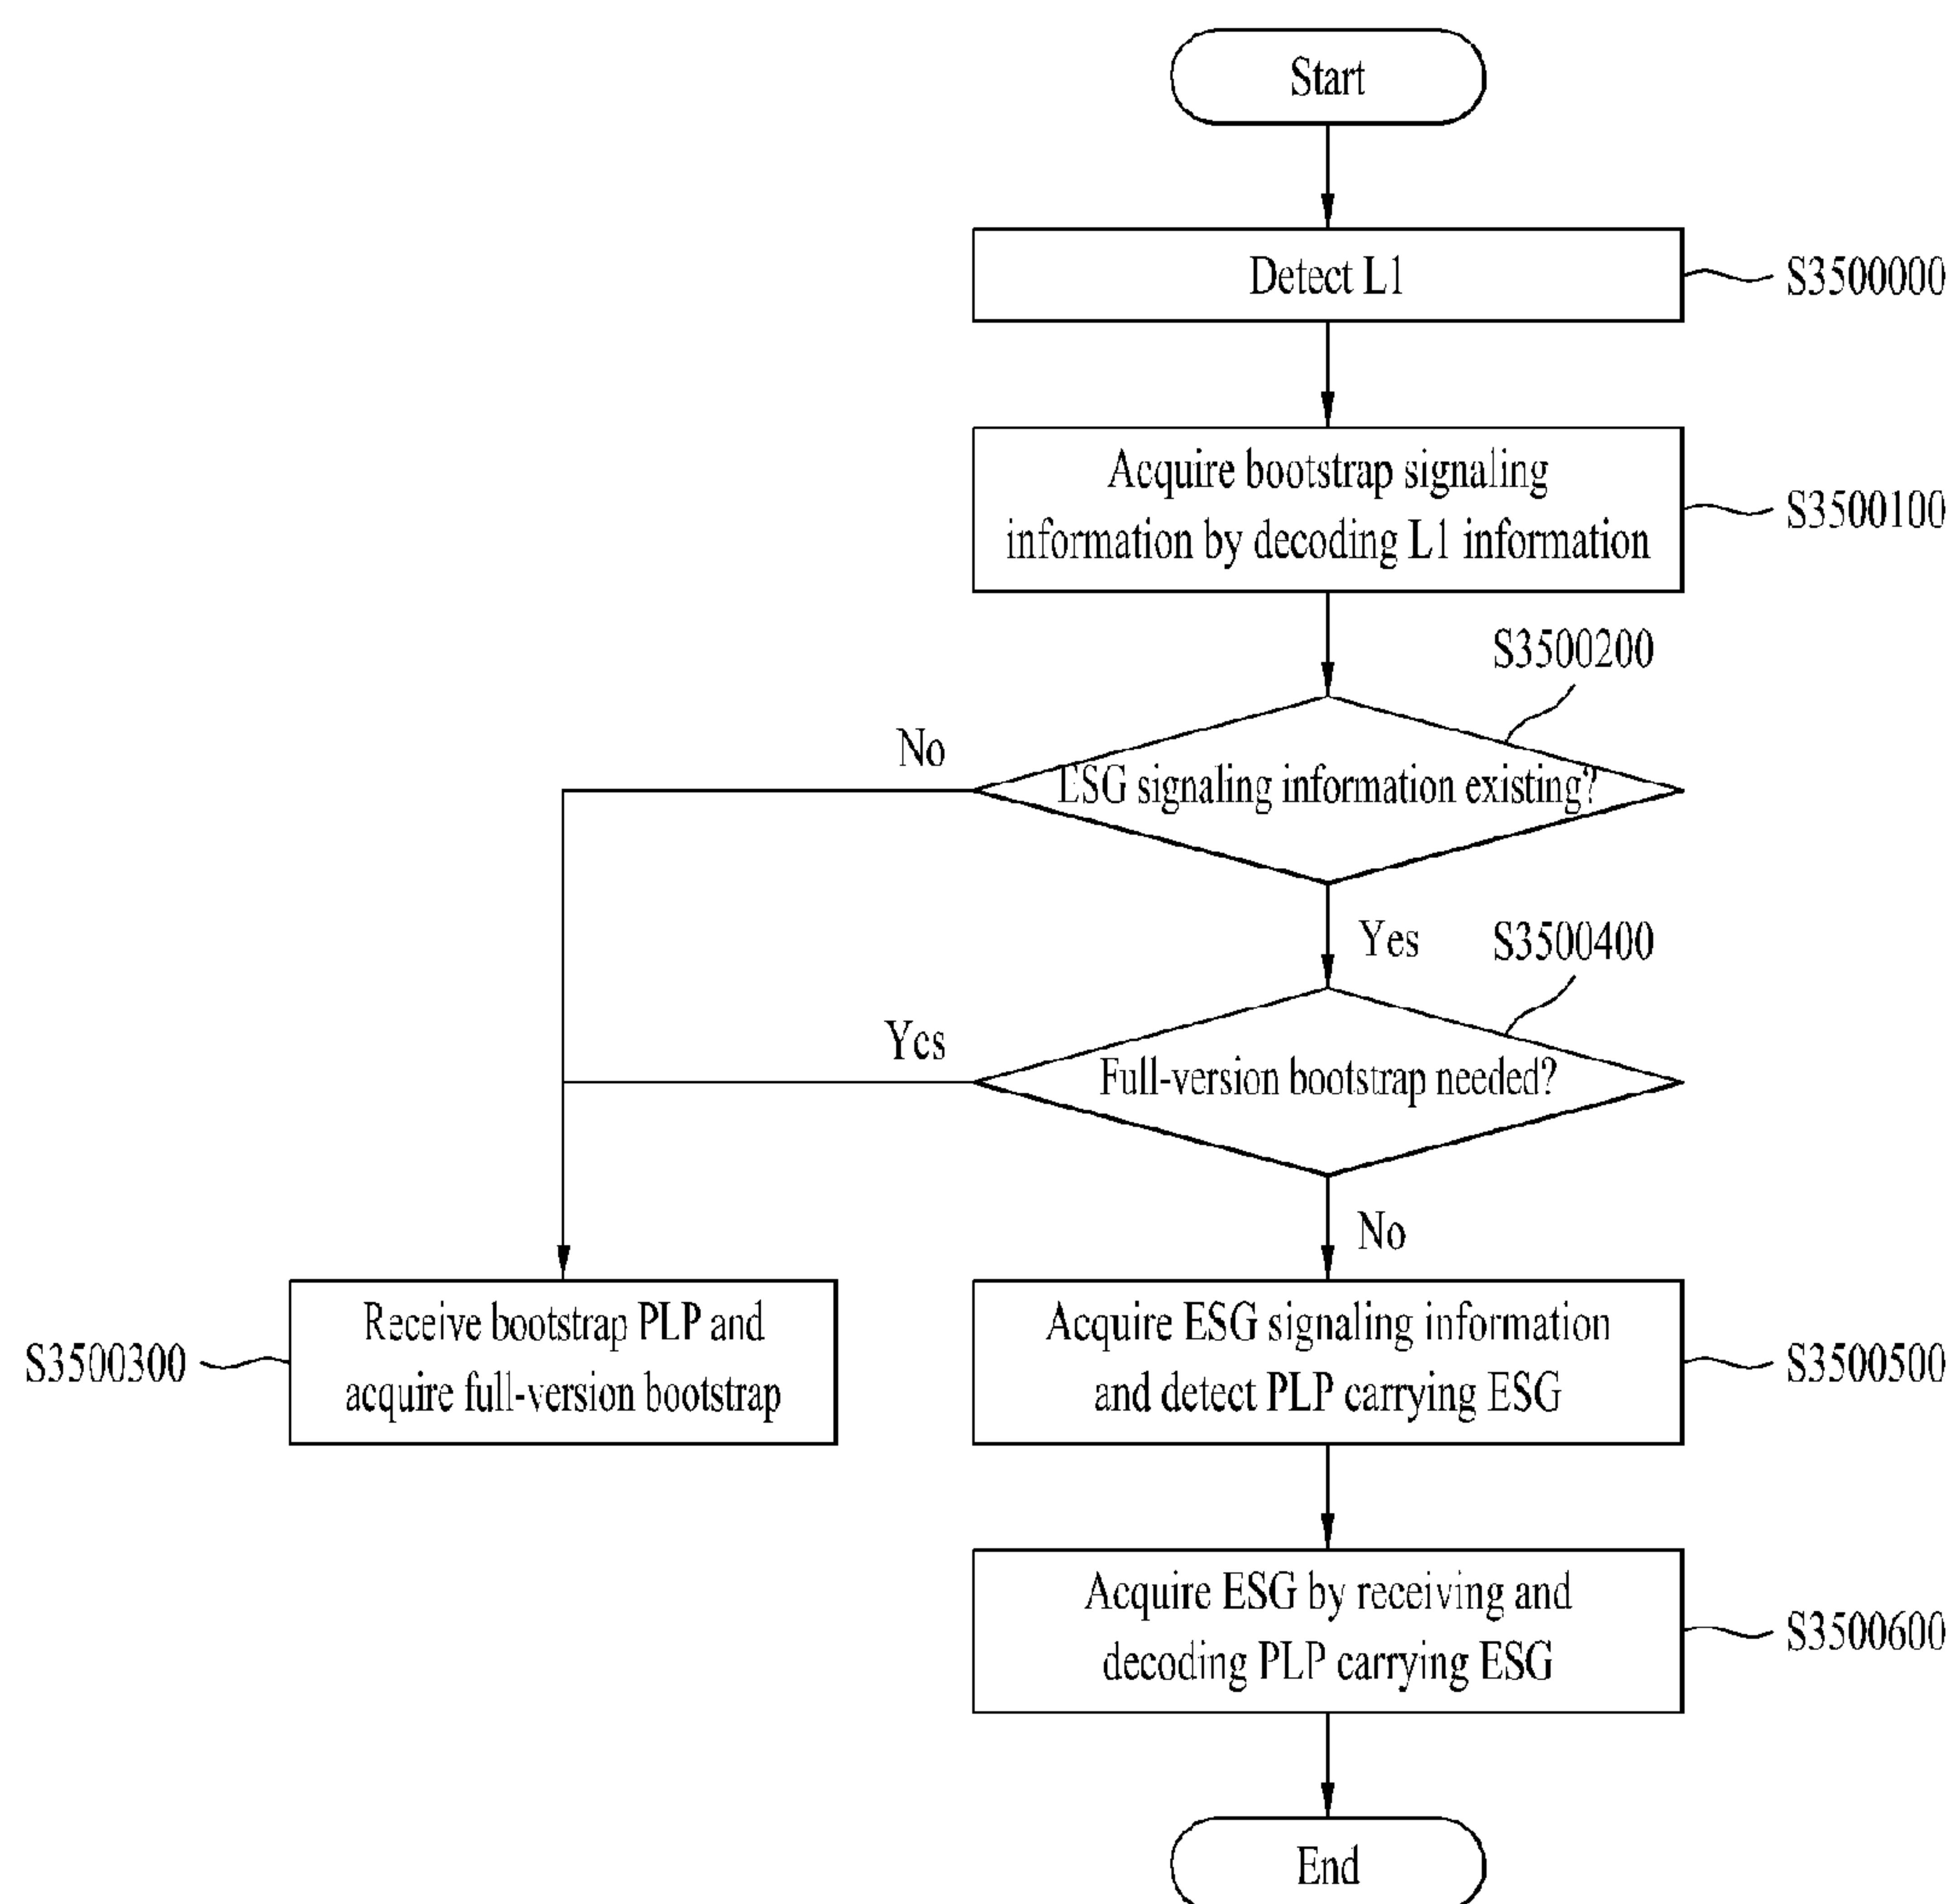 Start
Detect L1
S3500000
Acquire bootstrap signaling
information by decoding L1 information
S3500100
S3500200
No
ESG signaling information existing?
Yes
S3500400
Yes
Full-version bootstrap needed?
No
Receive bootstrap PLP and
acquire full-version bootstrap
S3500300
Acquire ESG signaling information
and detect PLP carrying ESG
S3500500
Acquire ESG by receiving and
decoding PLP carrying ESG
S3500600
End